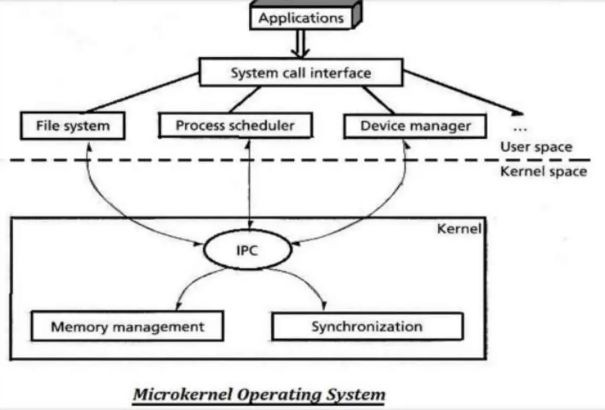 Applications
System call interface
File system
Process scheduler
Device manager
...
User space
Kernel space
Kernel
IPC
Memory management
Synchronization
Microkernel Operating System